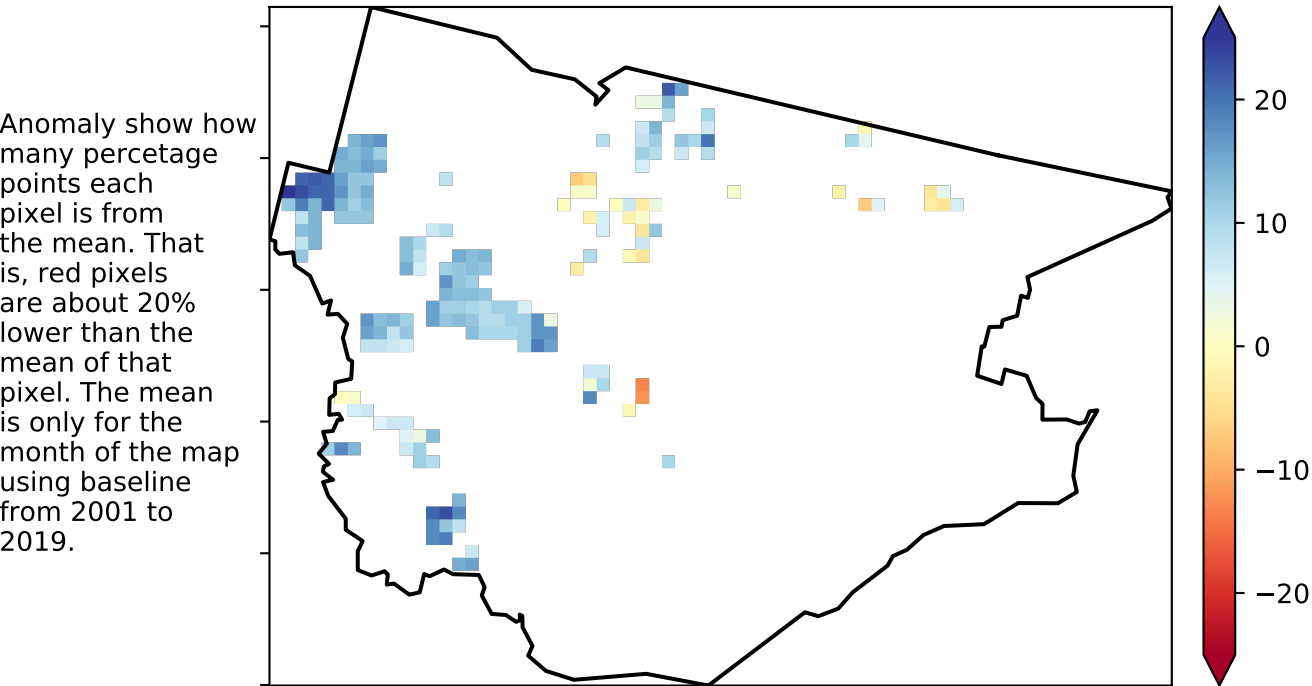 Anomaly show how
many percetage
points each
pixel is from
the mean. That
is, red pixels
are about 20%
lower than the
mean of that
pixel. The mean
is only for the
month of the map
using baseline
from 2001 to
2019.
20
10
0
−10
−20